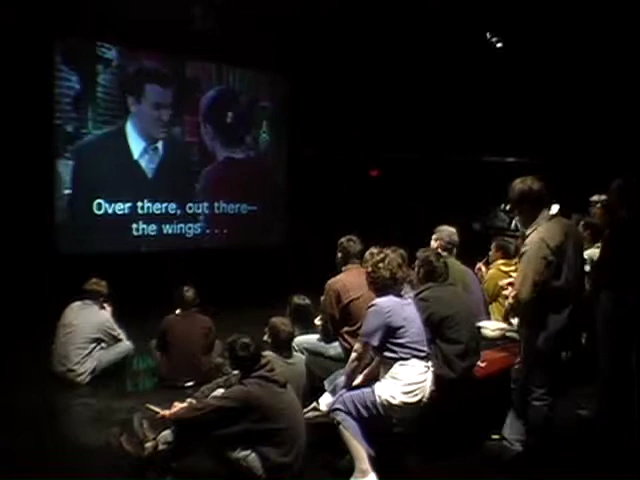 Over there, out there—
the wings . . .